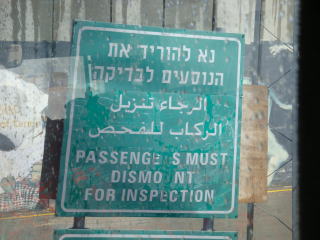 נא להוריד את
הנוסעים לבדיקה!
الرجاء تنزيل
الركاب للفحص
PASSENGERS MUST
DISMOUNT
FOR INSPECTION